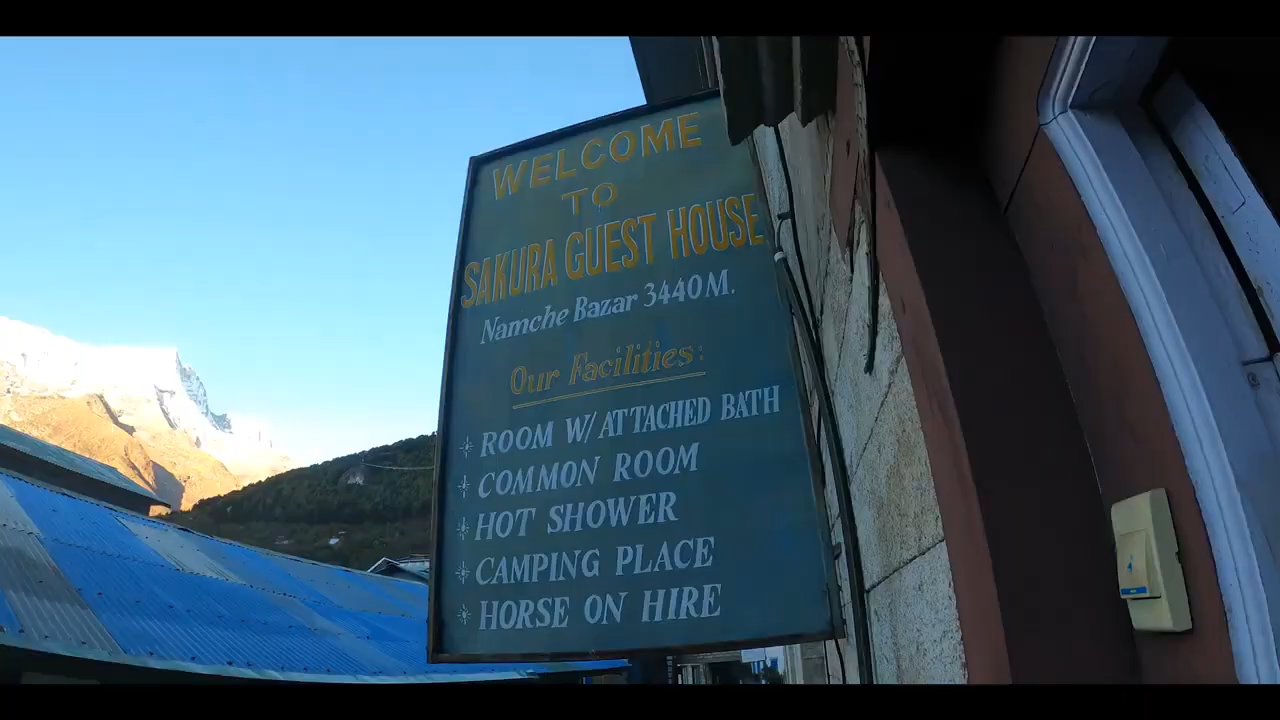 WELCOME
TO
SAKURA GUEST HOUSE
Namche Bazar 3440M.
Our Facilities:
ROOM W/ ATTACHED BATH
COMMON ROOM
HOT SHOWER
CAMPING PLACE
HORSE ON HIRE